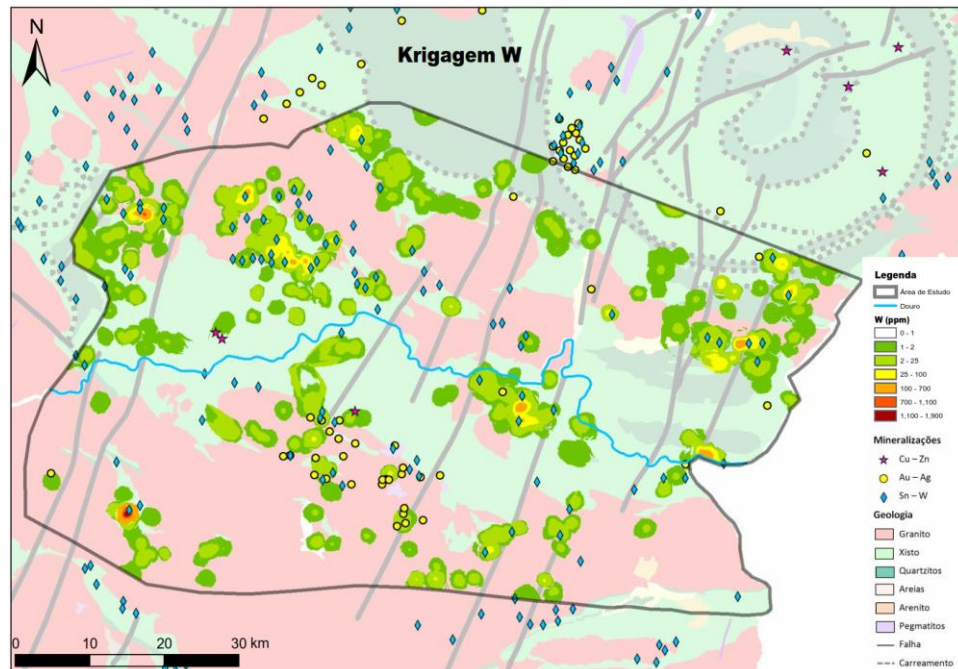 N
Krigagem W
Legenda
Área de Estudo
Douro
W (ppm)
0 - 1
1 - 2
2 - 25
25 - 100
100 - 700
700 - 1,100
1,100 - 1,900
Mineralizações
Cu – Zn
Au – Ag
Sn – W
Geologia
Granito
Xisto
Quartzitos
Areias
Arenito
Pegmatitos
Falha
Carreamento
0 10 20 30 km